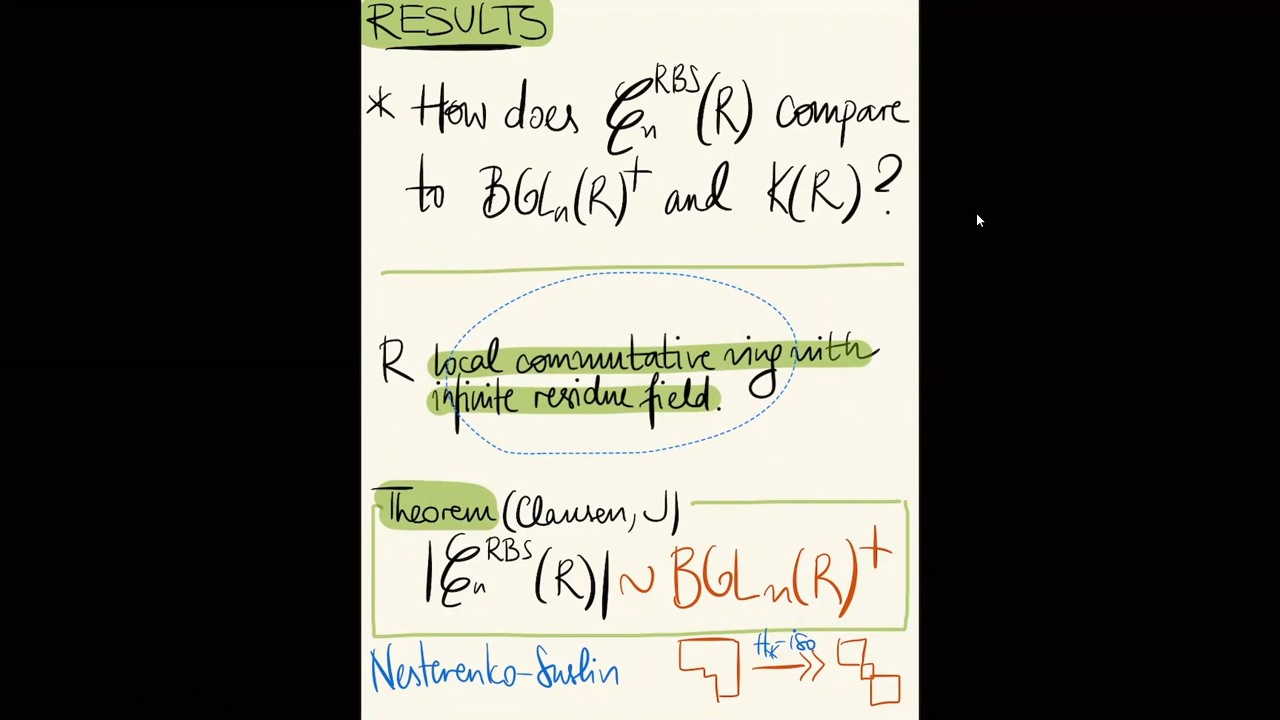 RESULTS
* How does 𝒞ₙ^RBS(R) compare
to BGLₙ(R)⁺ and K(R)?
R local commutative ring with
infinite residue field.
Theorem (Clausen, J)
|𝒞ₙ^RBS(R)| ~ BGLₙ(R)⁺
Nesterenko-Suslin H*-iso